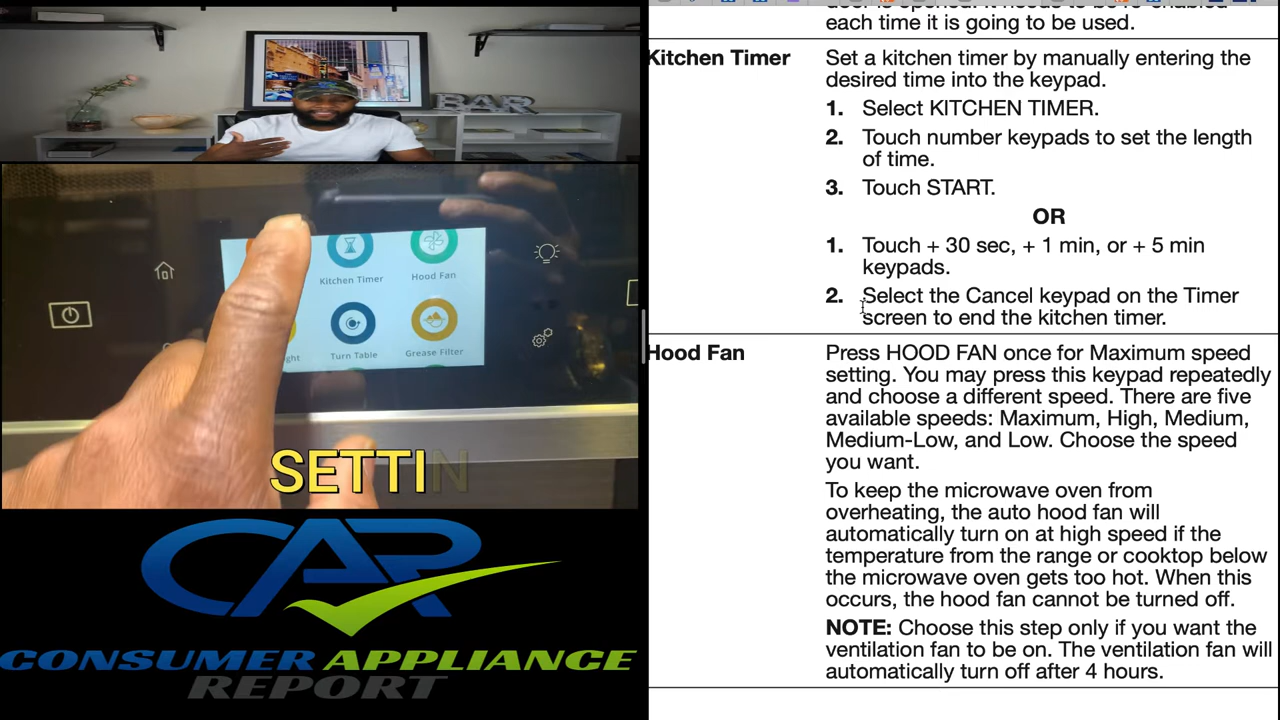 BAR
Kitchen Timer
Hood Fan
Turn Table
Grease Filter
SETTIN
CAR
CONSUMER APPLIANCE
REPORT
each time it is going to be used.
Kitchen Timer
Set a kitchen timer by manually entering the
desired time into the keypad.
1. Select KITCHEN TIMER.
2. Touch number keypads to set the length
of time.
3. Touch START.
OR
1. Touch + 30 sec, + 1 min, or + 5 min
keypads.
2. Select the Cancel keypad on the Timer
screen to end the kitchen timer.
Hood Fan
Press HOOD FAN once for Maximum speed
setting. You may press this keypad repeatedly
and choose a different speed. There are five
available speeds: Maximum, High, Medium,
Medium-Low, and Low. Choose the speed
you want.
To keep the microwave oven from
overheating, the auto hood fan will
automatically turn on at high speed if the
temperature from the range or cooktop below
the microwave oven gets too hot. When this
occurs, the hood fan cannot be turned off.
NOTE: Choose this step only if you want the
ventilation fan to be on. The ventilation fan will
automatically turn off after 4 hours.